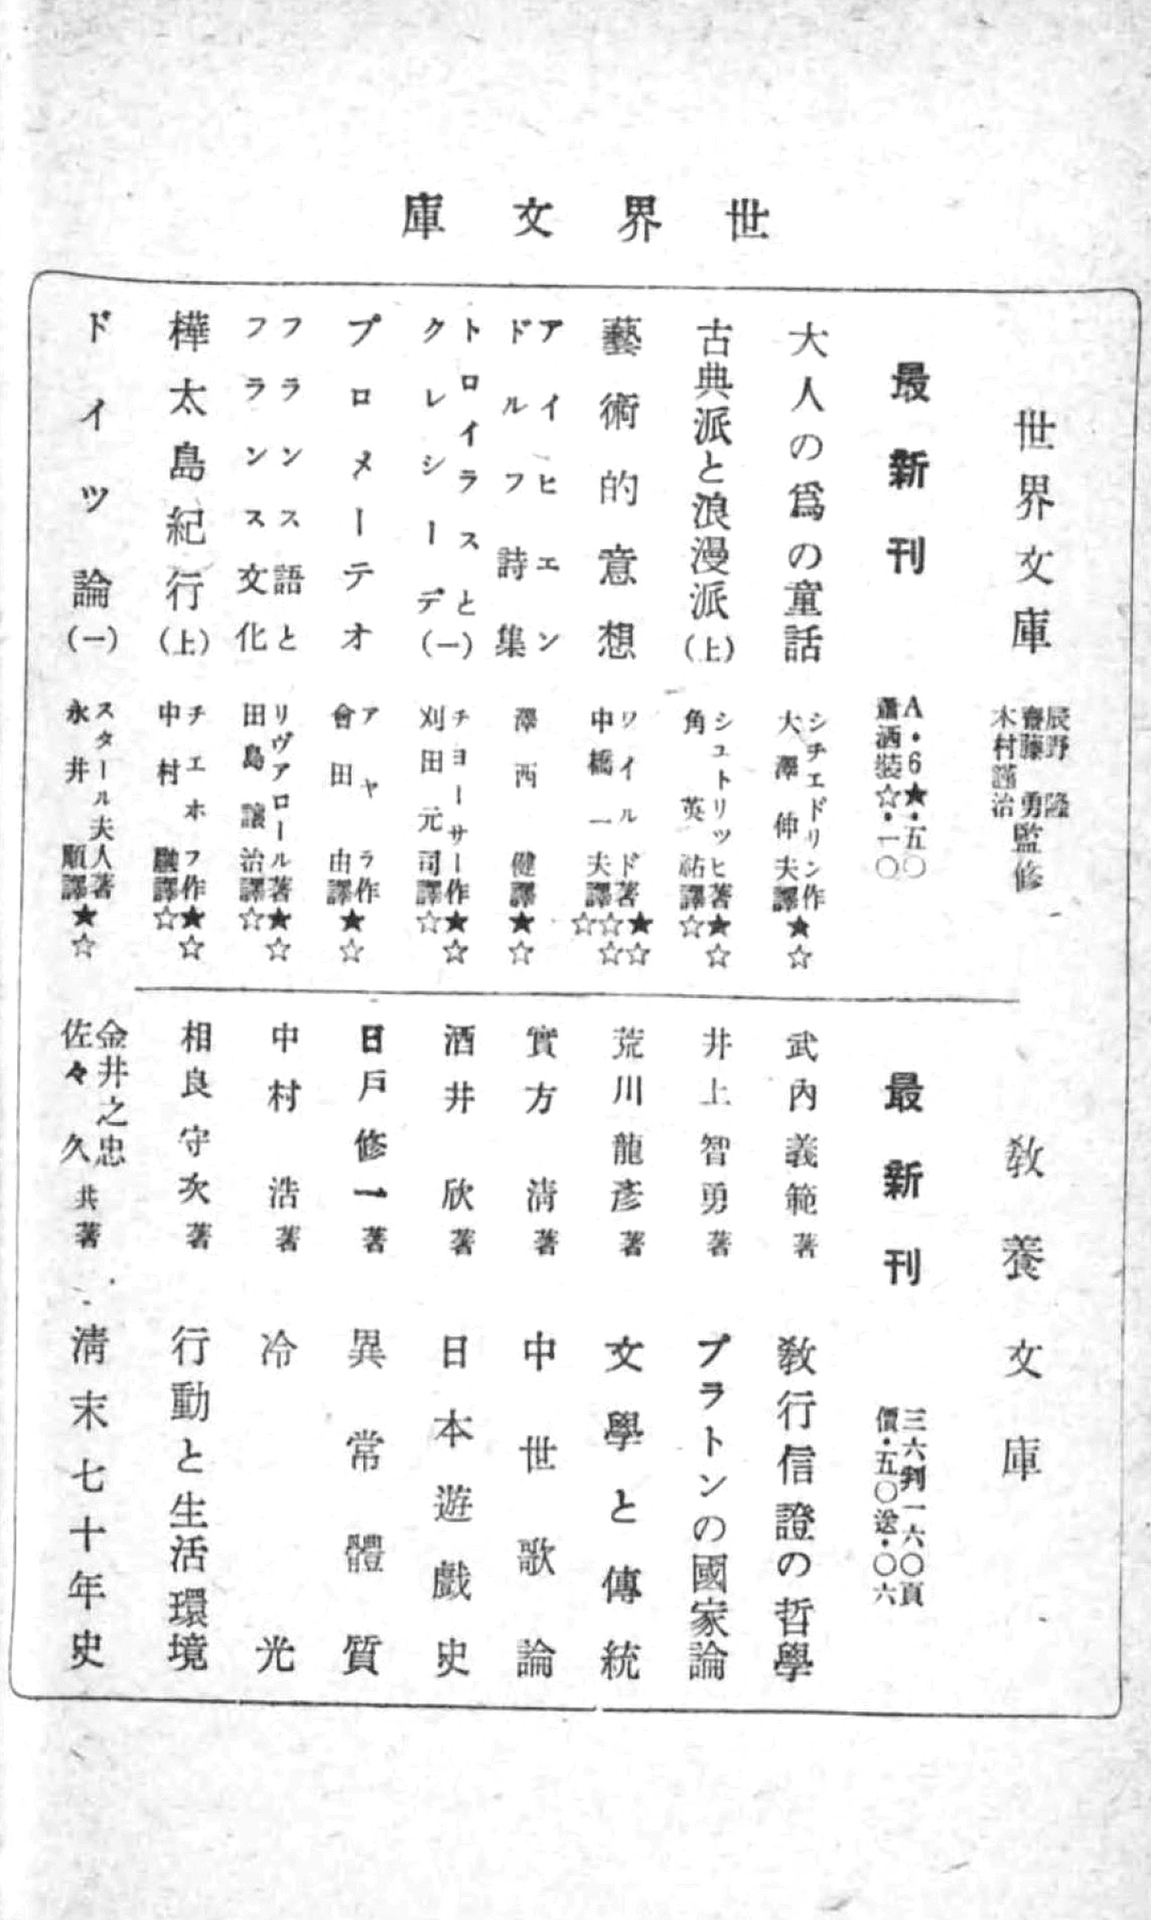 世界文庫
世界文庫
辰野 隆
齋藤 勇
木村謹治
監修
最新刊
A・6★・五〇
瀟洒裝☆・一〇
大人の爲の童話
シチェドリン作
大澤伸夫譯
★☆
古典派と浪漫派(上)
シュトリッヒ著★☆
角 英祐譯☆
藝術的意想
ワイルド著★☆
中橋一夫譯☆☆☆
アイヒェン
ドルフ詩集
澤西 健譯★☆
トロイラスと
クレシーデ(一)
チョーサー作★☆
刈田元司譯☆
プロメーテオ
アヤラ作
會田 由譯
★☆
フランス語と
フランス文化
リヴァロール著★☆
田島讓治譯☆
樺太島紀行(上)
チエホフ作★☆
中村 融譯☆
ドイツ論(一)
スタール夫人著
永井 順譯
★☆
教養文庫
最新刊
三六判一六〇頁
價・五〇送・〇六
武內義範著 教行信證の哲學
井上智勇著 プラトンの國家論
荒川龍彥著 文學と傳統
實方淸著 中世歌論
酒井欣著 日本遊戲史
日戶修一著 異常體質
中村浩著 冷光
相良守次著 行動と生活環境
金井之忠
佐々久
共著
淸末七十年史